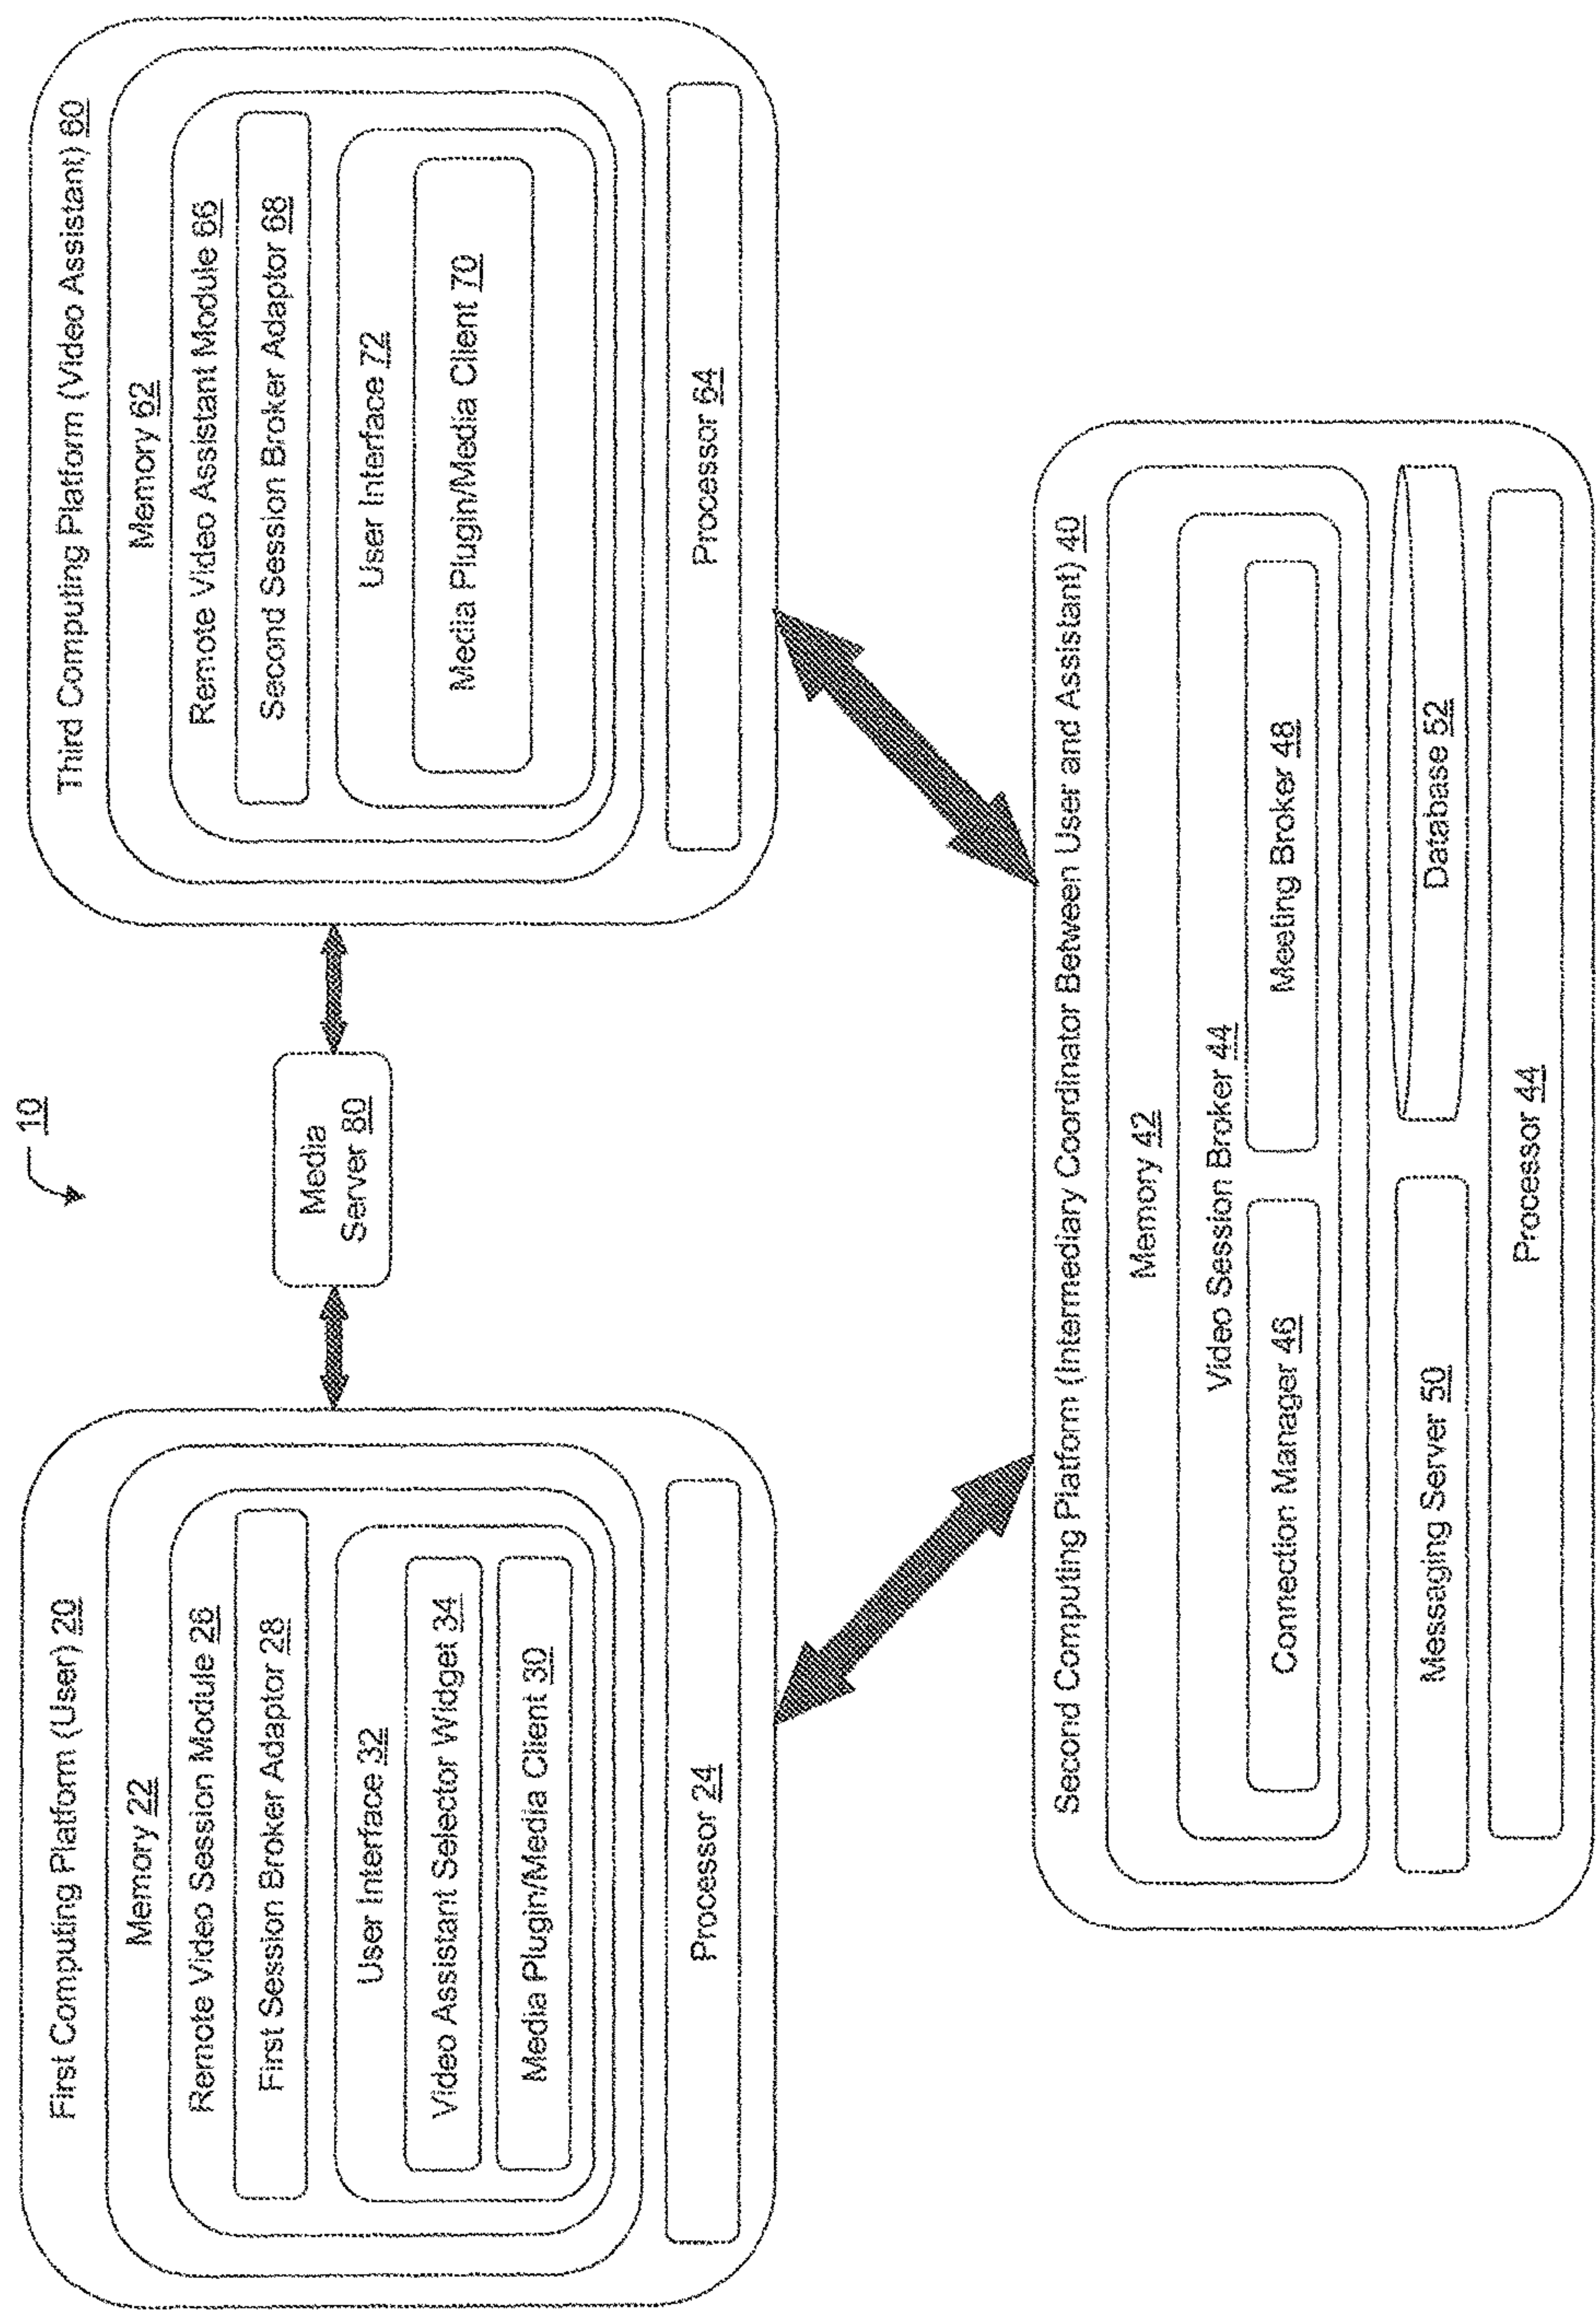 10
First Computing Platform (User) 20
Memory 22
Remote Video Session Module 26
First Session Broker Adaptor 28
User Interface 32
Video Assistant Selector Widget 34
Media Plugin/Media Client 30
Processor 24
Media
Server 80
Third Computing Platform (Video Assistant) 60
Memory 62
Remote Video Assistant Module 66
Second Session Broker Adaptor 68
User Interface 72
Media Plugin/Media Client 70
Processor 64
Second Computing Platform (Intermediary Coordinator Between User and Assistant) 40
Memory 42
Video Session Broker 44
Connection Manager 46
Meeting Broker 48
Messaging Server 50
Database 52
Processor 44